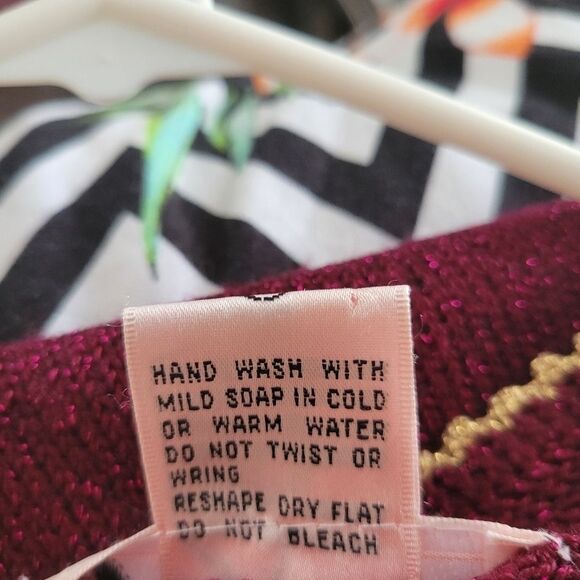 HAND WASH WITH
MILD SOAP IN COLD
OR WARM WATER
DO NOT TWIST OR
WRING
RESHAPE DRY FLAT
DO NOT BLEACH